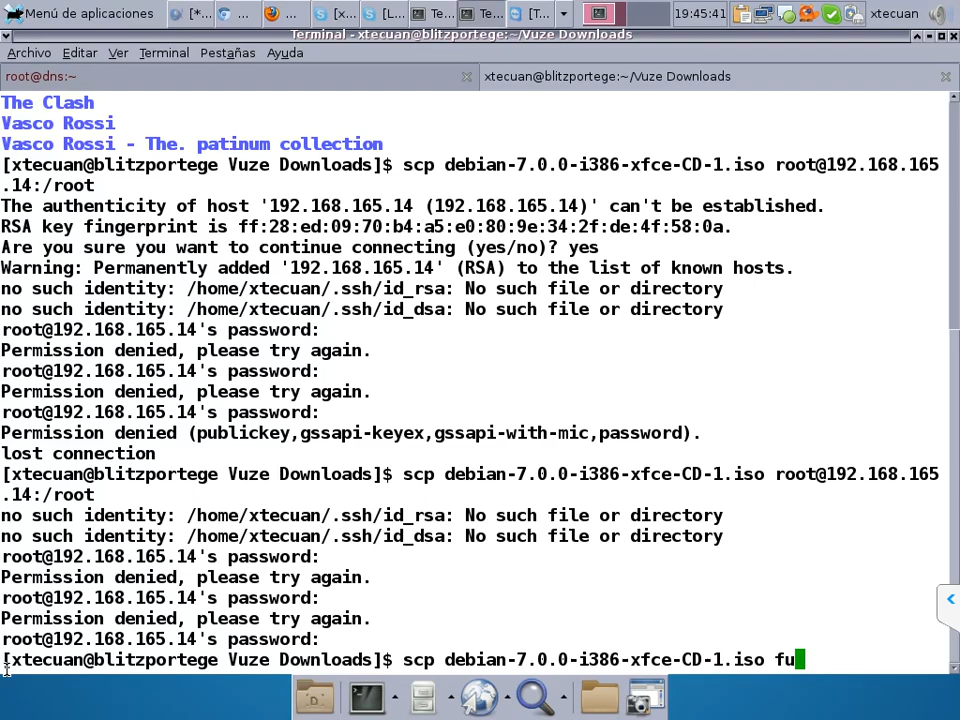 Menú de aplicaciones
[*...
...
...
[x...
[L...
Te...
Te...
[T...
19:45:41
xtecuan
Terminal - xtecuan@blitzportege:~/Vuze Downloads
Archivo Editar Ver Terminal Pestañas Ayuda
root@dns:~
xtecuan@blitzportege:~/Vuze Downloads
The Clash
Vasco Rossi
Vasco Rossi - The. patinum collection
[xtecuan@blitzportege Vuze Downloads]$ scp debian-7.0.0-i386-xfce-CD-1.iso root@192.168.165
.14:/root
The authenticity of host '192.168.165.14 (192.168.165.14)' can't be established.
RSA key fingerprint is ff:28:ed:09:70:b4:a5:e0:80:9e:34:2f:de:4f:58:0a.
Are you sure you want to continue connecting (yes/no)? yes
Warning: Permanently added '192.168.165.14' (RSA) to the list of known hosts.
no such identity: /home/xtecuan/.ssh/id_rsa: No such file or directory
no such identity: /home/xtecuan/.ssh/id_dsa: No such file or directory
root@192.168.165.14's password:
Permission denied, please try again.
root@192.168.165.14's password:
Permission denied, please try again.
root@192.168.165.14's password:
Permission denied (publickey,gssapi-keyex,gssapi-with-mic,password).
lost connection
[xtecuan@blitzportege Vuze Downloads]$ scp debian-7.0.0-i386-xfce-CD-1.iso root@192.168.165
.14:/root
no such identity: /home/xtecuan/.ssh/id_rsa: No such file or directory
no such identity: /home/xtecuan/.ssh/id_dsa: No such file or directory
root@192.168.165.14's password:
Permission denied, please try again.
root@192.168.165.14's password:
Permission denied, please try again.
root@192.168.165.14's password:
[xtecuan@blitzportege Vuze Downloads]$ scp debian-7.0.0-i386-xfce-CD-1.iso fu